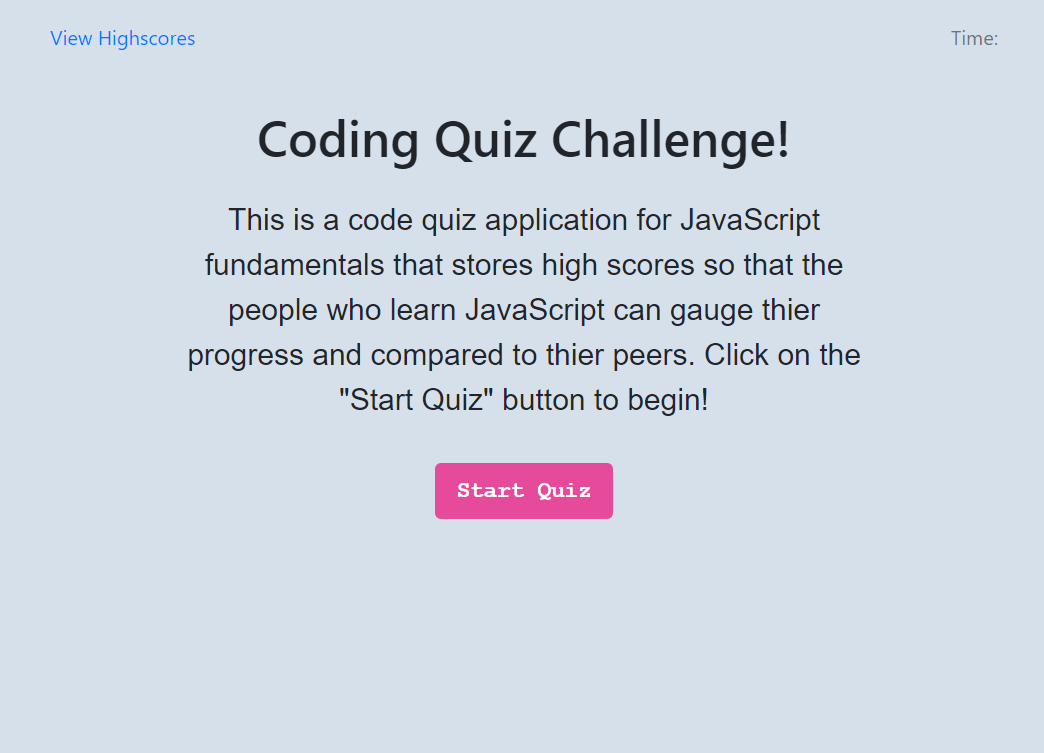 View Highscores
Time:
Coding Quiz Challenge!
This is a code quiz application for JavaScript
fundamentals that stores high scores so that the
people who learn JavaScript can gauge thier
progress and compared to thier peers. Click on the
"Start Quiz" button to begin!
Start Quiz